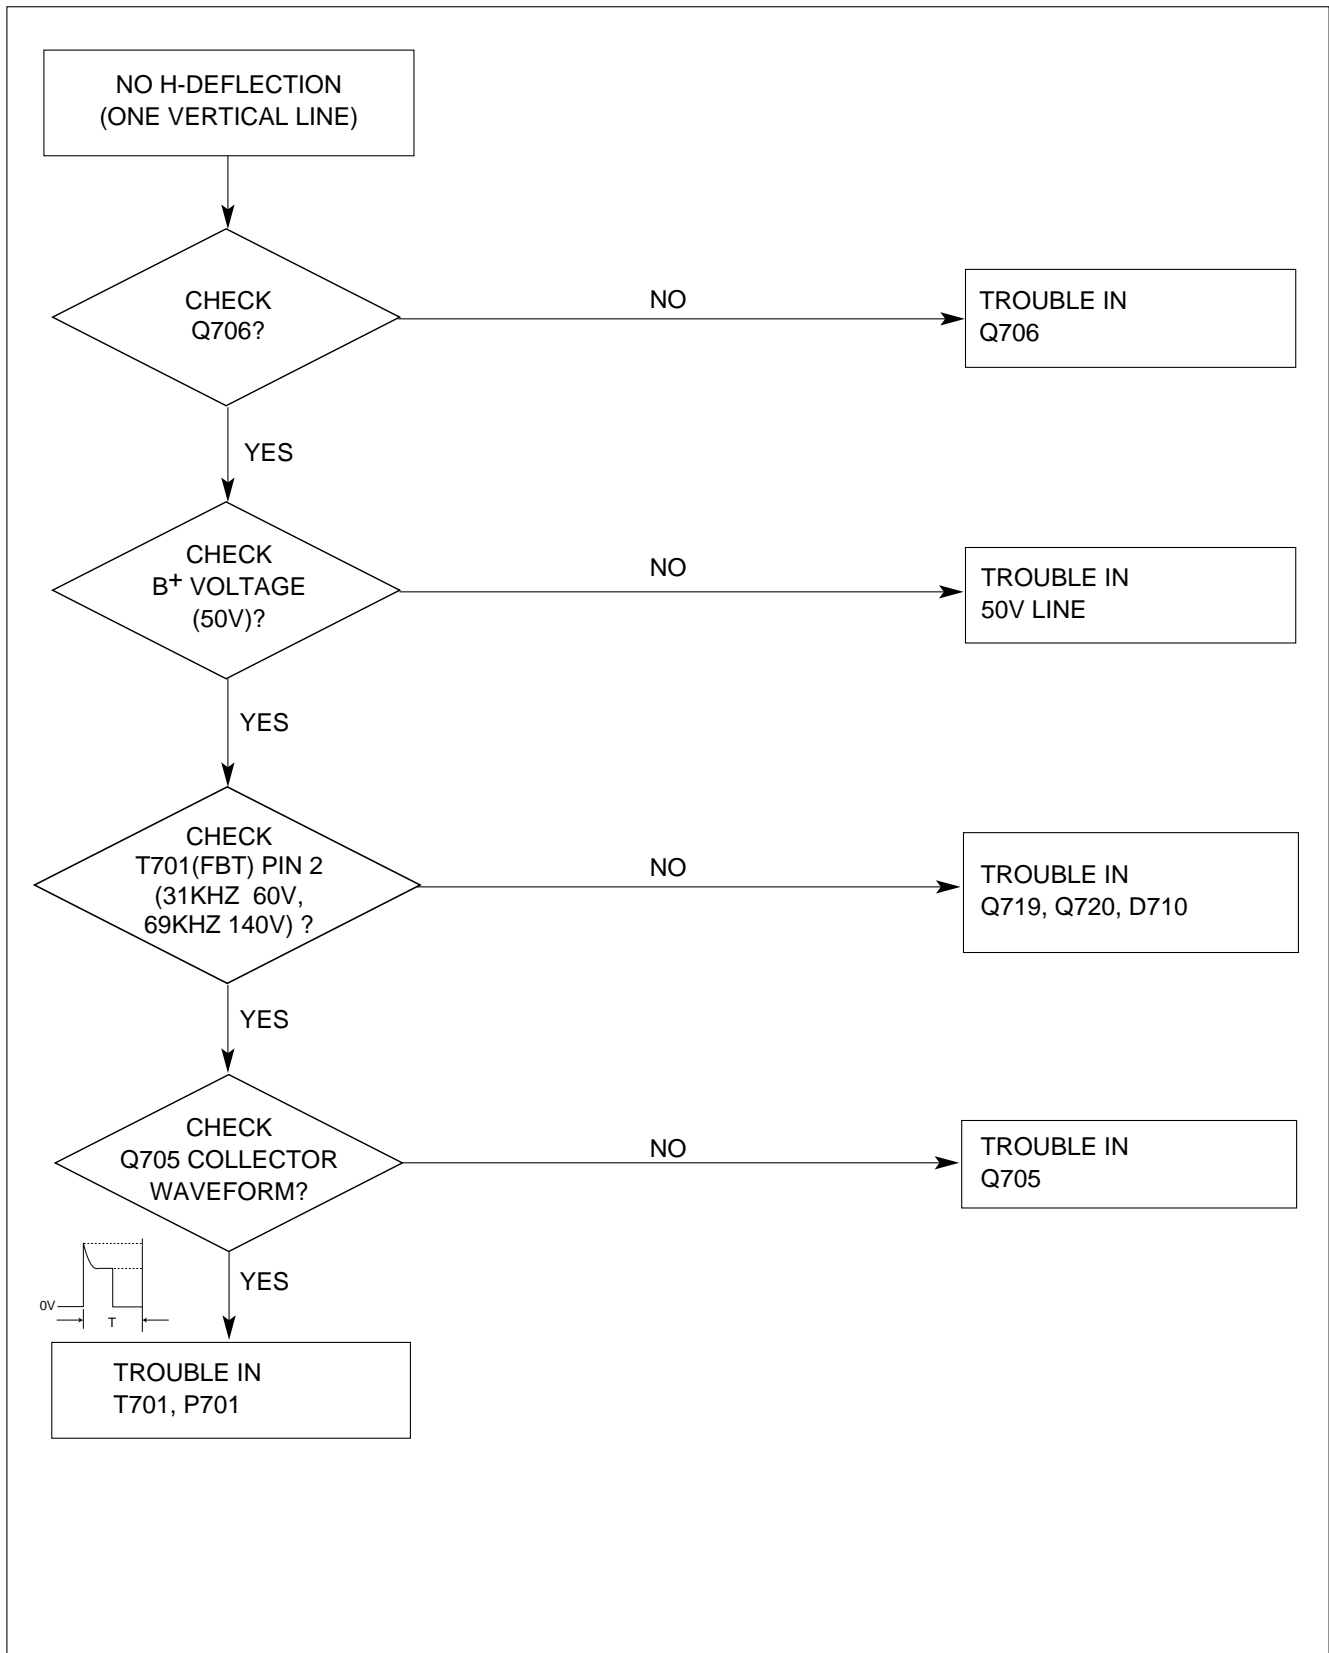 NO H-DEFLECTION
(ONE VERTICAL LINE)
CHECK
Q706?
NO
TROUBLE IN
Q706
YES
CHECK
B+ VOLTAGE
(50V)?
NO
TROUBLE IN
50V LINE
YES
CHECK
T701(FBT) PIN 2
(31KHZ 60V,
69KHZ 140V) ?
NO
TROUBLE IN
Q719, Q720, D710
YES
CHECK
Q705 COLLECTOR
WAVEFORM?
NO
TROUBLE IN
Q705
YES
0V
T
TROUBLE IN
T701, P701